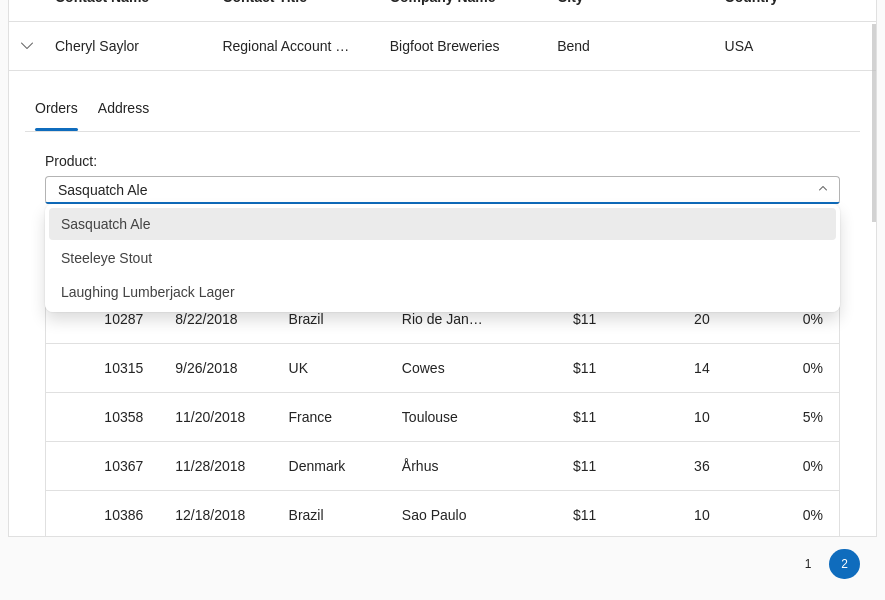 Contact Name Contact Title Company Name City Country
Cheryl Saylor Regional Account … Bigfoot Breweries Bend USA
Orders Address
Product:
Sasquatch Ale
Sasquatch Ale
Steeleye Stout
Laughing Lumberjack Lager
10287 8/22/2018 Brazil Rio de Jan… $11 20 0%
10315 9/26/2018 UK Cowes $11 14 0%
10358 11/20/2018 France Toulouse $11 10 5%
10367 11/28/2018 Denmark Århus $11 36 0%
10386 12/18/2018 Brazil Sao Paulo $11 10 0%
1 2